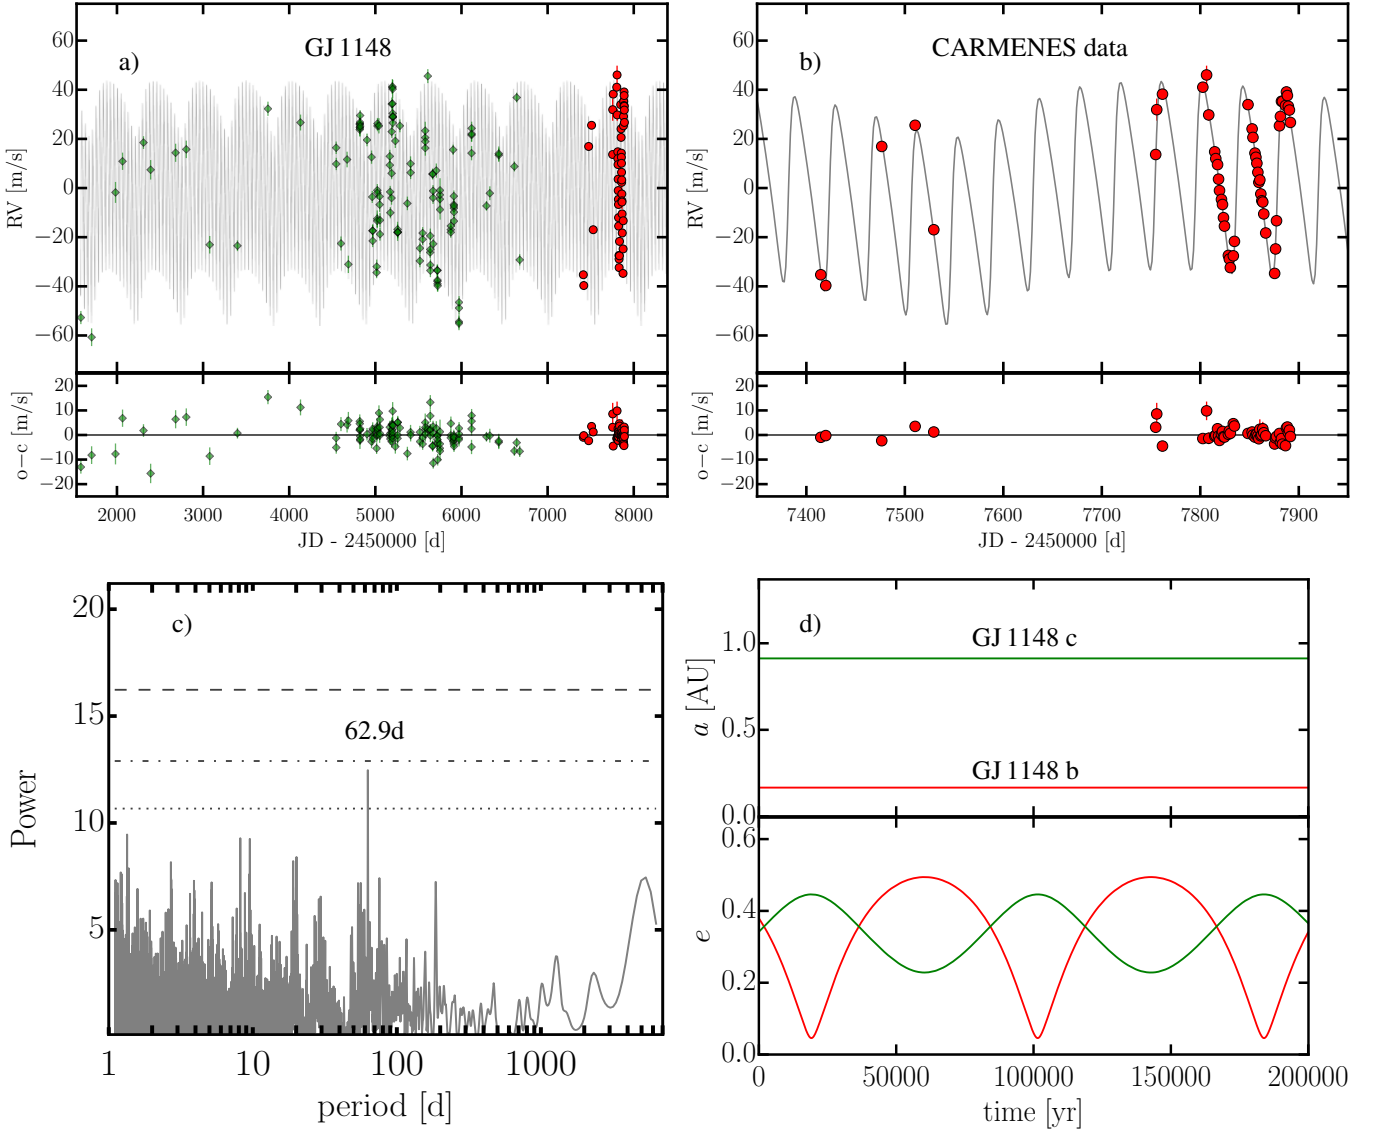 a)
GJ 1148
RV [m/s]
60
40
20
0
−20
−40
−60
o−c [m/s]
20
10
0
−10
−20
2000
3000
4000
5000
6000
7000
8000
JD - 2450000 [d]
b)
CARMENES data
RV [m/s]
60
40
20
0
−20
−40
−60
o−c [m/s]
20
10
0
−10
−20
7400
7500
7600
7700
7800
7900
JD - 2450000 [d]
c)
62.9d
Power
20
15
10
5
1
10
100
1000
period [d]
d)
GJ 1148 c
GJ 1148 b
a [AU]
1.0
0.5
0.0
e
0.6
0.4
0.2
0.0
0
50000
100000
150000
200000
time [yr]